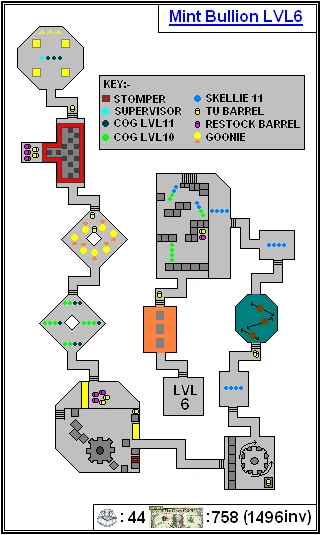 Mint Bullion LVL6
KEY:-
STOMPER
SUPERVISOR
COG LVL11
COG LVL10
SKELLIE 11
TU BARREL
RESTOCK BARREL
GOONIE
LVL
6
: 44 :758 (1496inv)